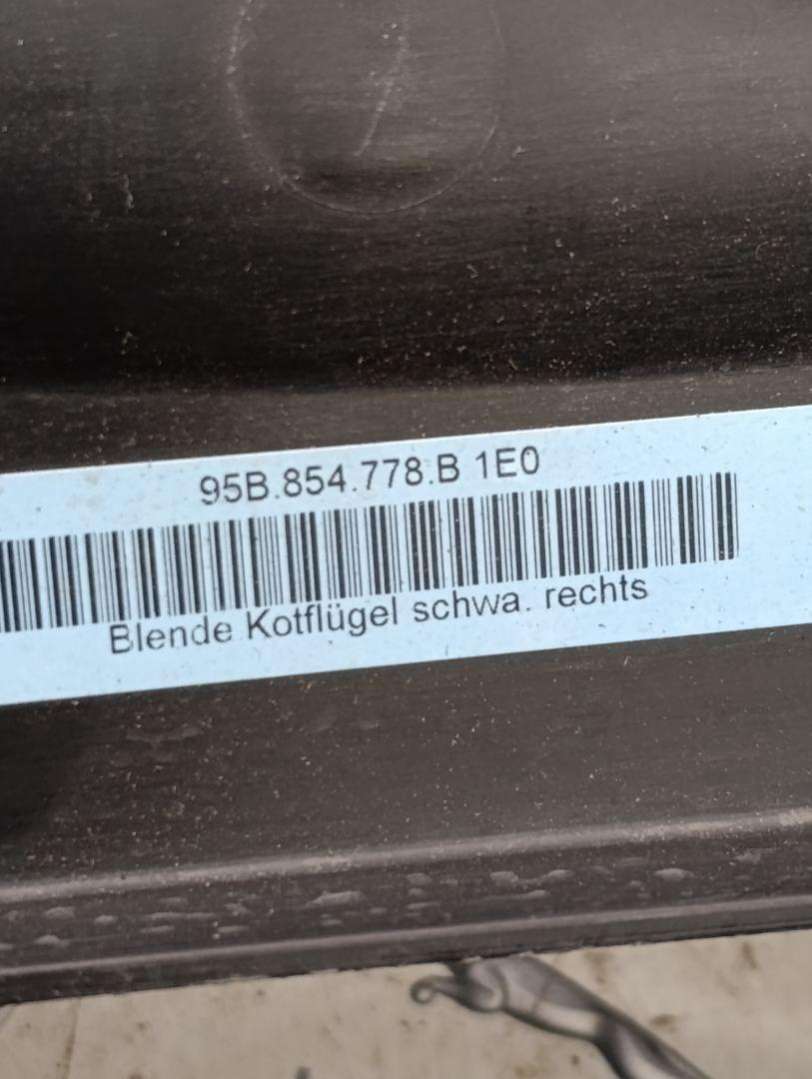 95B.854.778.B 1E0
Blende Kotflügel schwa. rechts